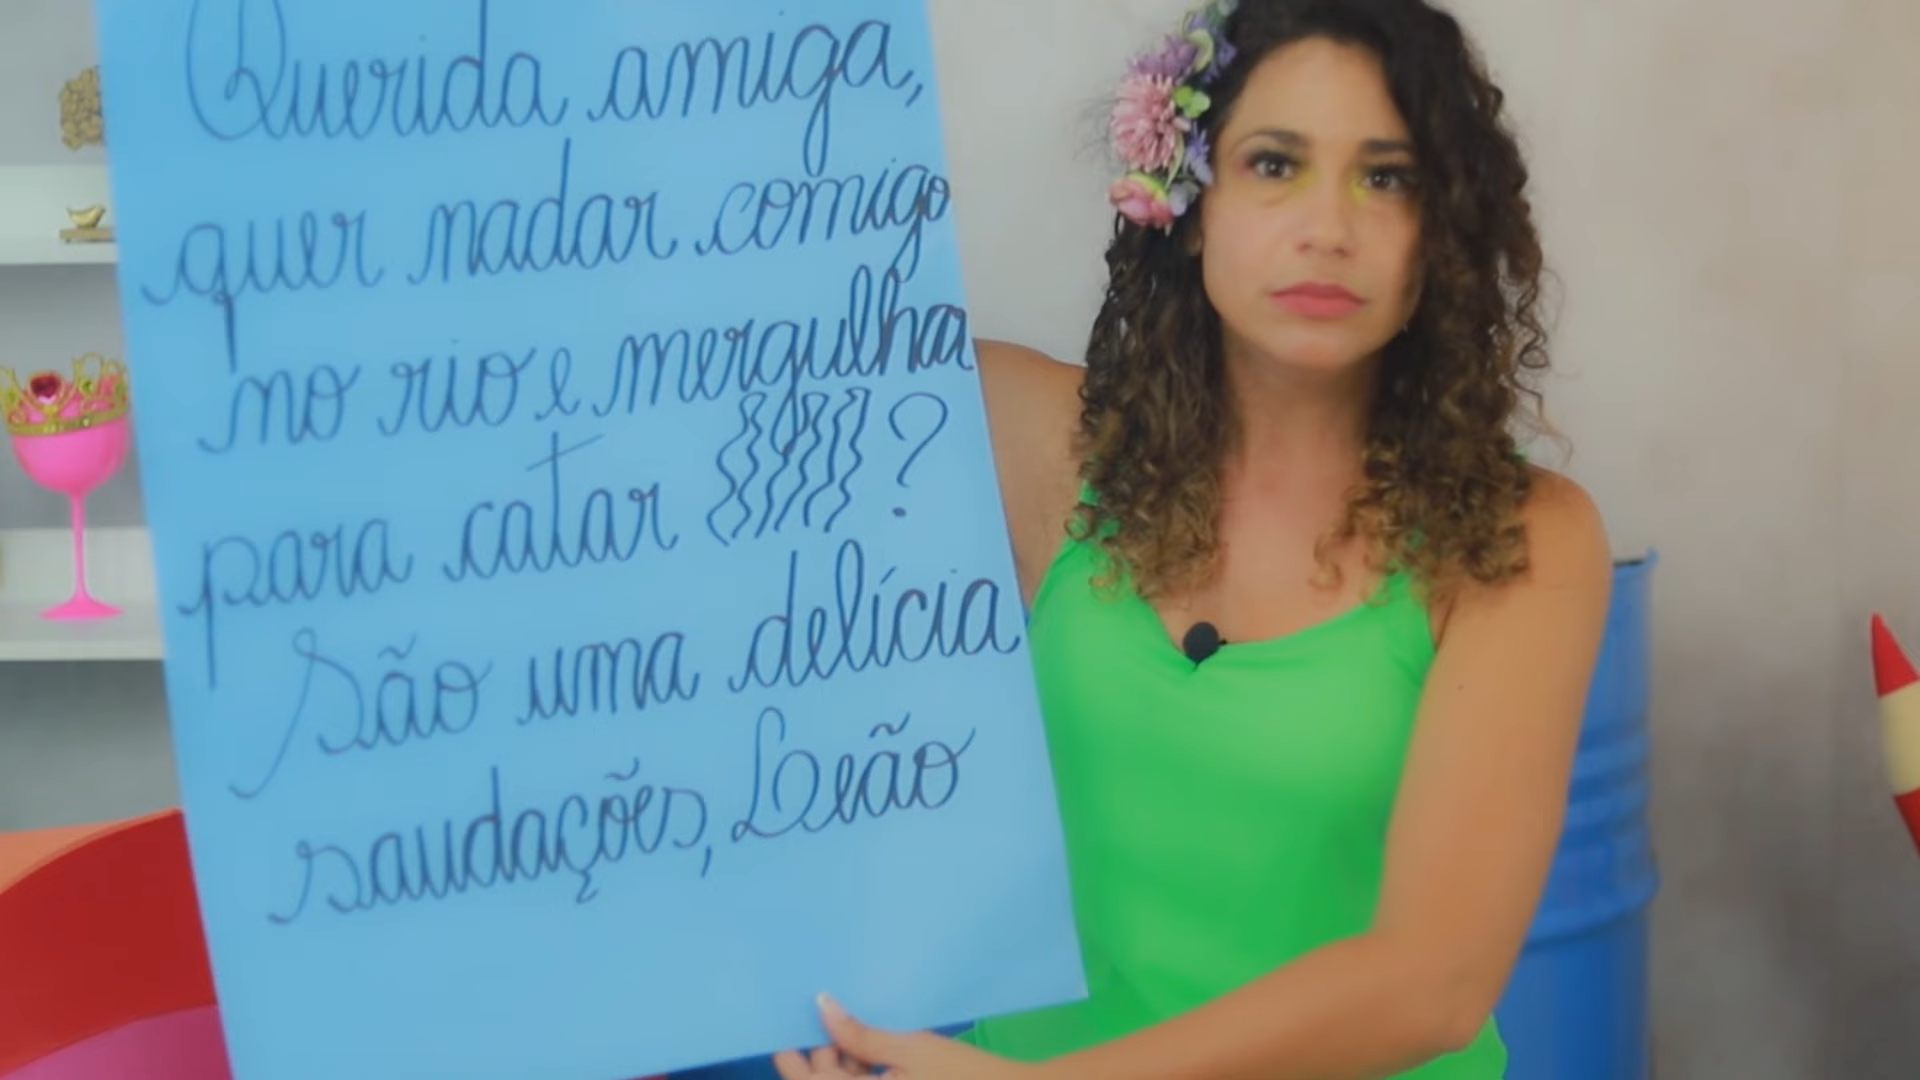 Querida amiga,
quer nadar comigo
no rio e mergulhar
para catar ?
São uma delícia
saudações, Leão